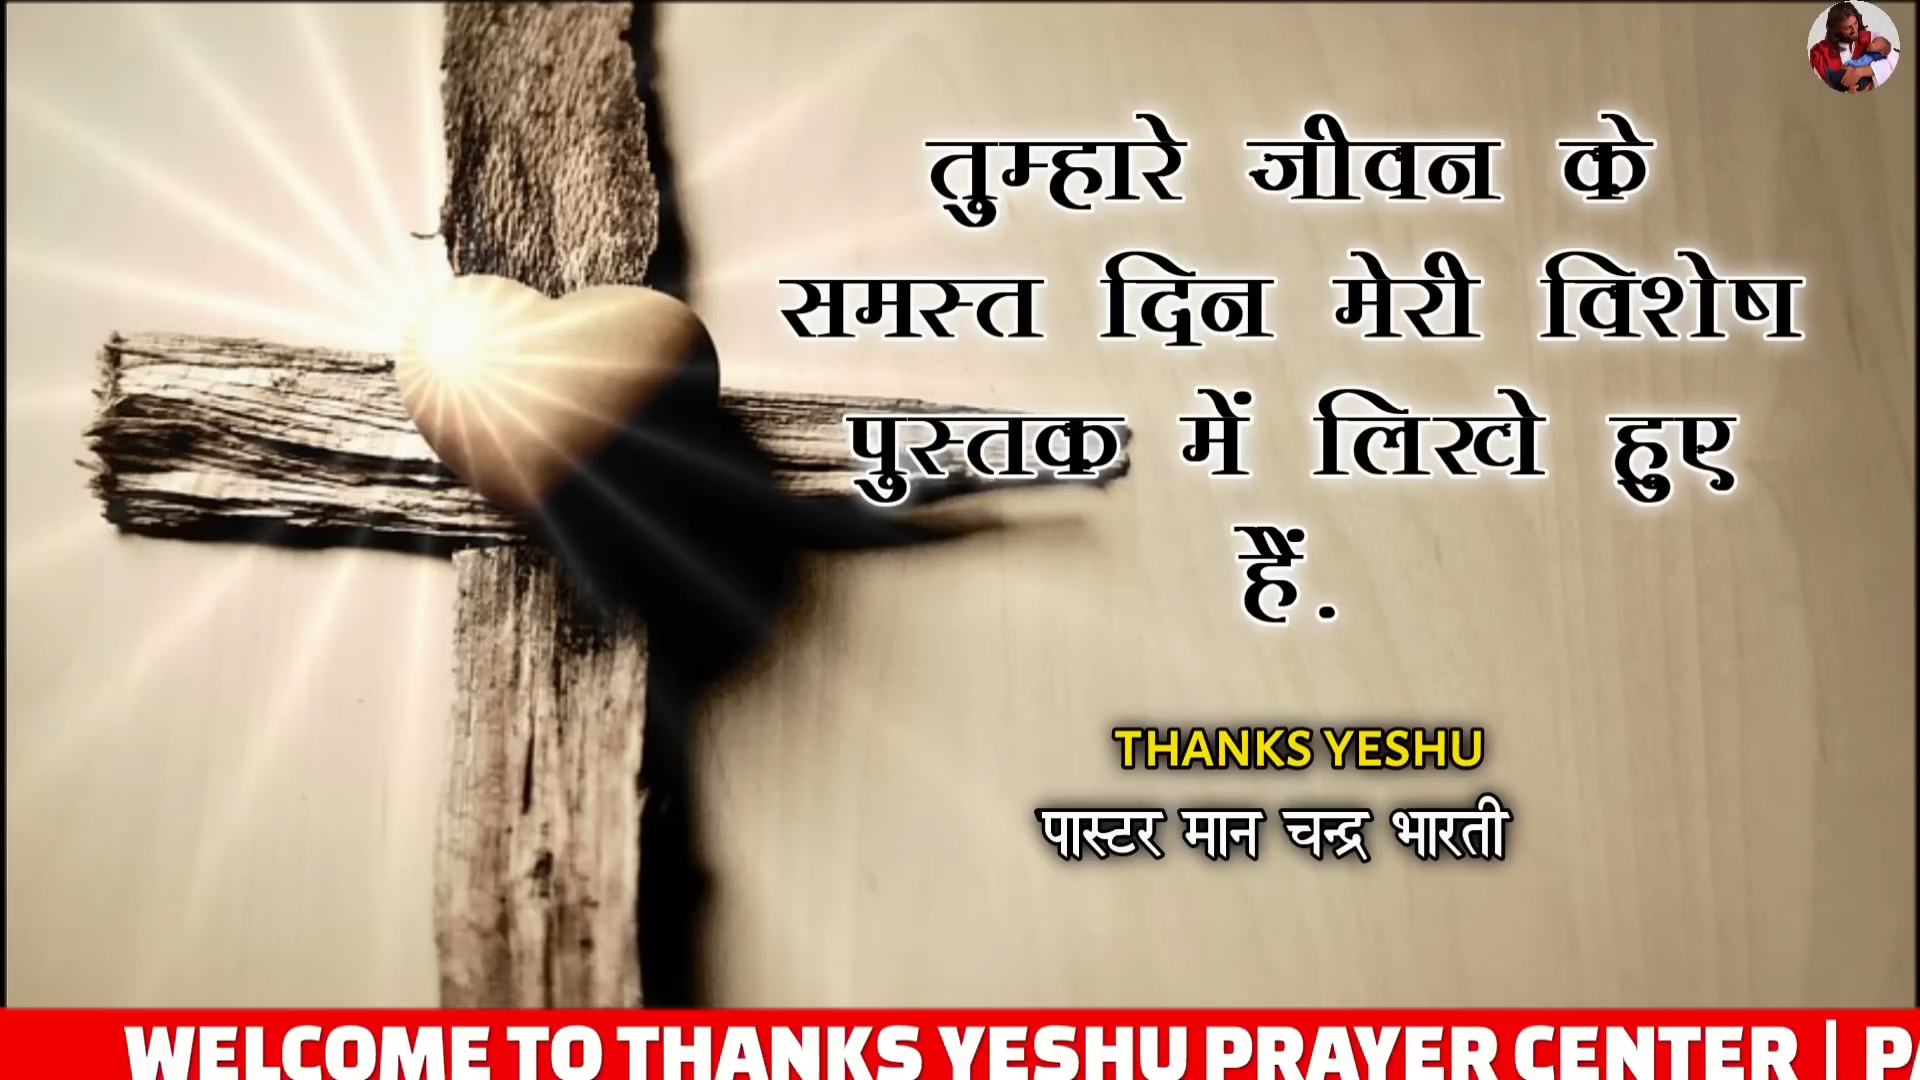 तुम्हारे जीवन के
समस्त दिन मेरी विशेष
पुस्तक में लिखे हुए
हैं.
THANKS YESHU
पास्टर मान चन्द्र भारती
WELCOME TO THANKS YESHU PRAYER CENTER |